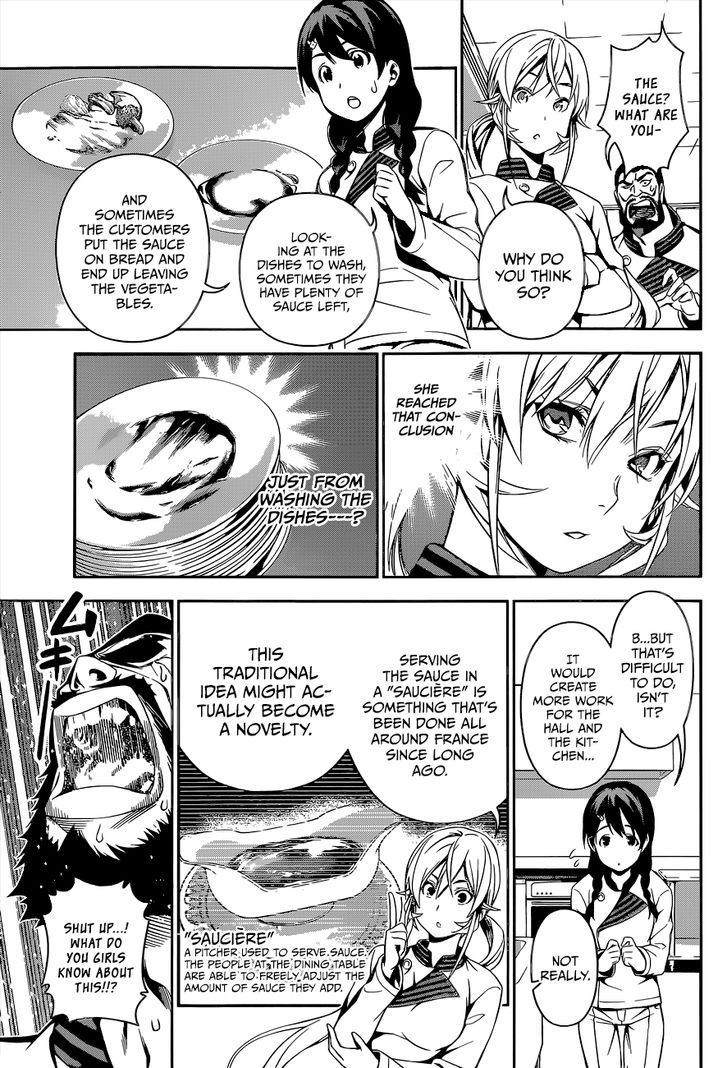 THE
SAUCE?
WHAT ARE
YOU-
WHY DO
YOU THINK
SO?
LOOK-
ING AT THE
DISHES TO WASH,
SOMETIMES THEY
HAVE PLENTY OF
SAUCE LEFT,
AND
SOMETIMES
THE CUSTOMERS
PUT THE SAUCE
ON BREAD AND
END UP LEAVING
THE VEGETA-
BLES.
SHE
REACHED
THAT CON-
CLUSION
JUST FROM
WASHING THE
DISHES---?
B...BUT
THAT'S
DIFFICULT
TO DO,
ISN'T
IT?
IT
WOULD
CREATE
MORE WORK
FOR THE
HALL AND
THE KIT-
CHEN...
NOT
REALLY.
SERVING
THE SAUCE IN
A "SAUCIÈRE" IS
SOMETHING THAT'S
BEEN DONE ALL
AROUND FRANCE
SINCE LONG
AGO.
THIS
TRADITIONAL
IDEA MIGHT AC-
TUALLY BECOME
A NOVELTY.
"SAUCIÈRE"
A PITCHER USED TO SERVE SAUCE.
THE PEOPLE AT THE DINING TABLE
ARE ABLE TO FREELY ADJUST THE
AMOUNT OF SAUCE THEY ADD.
ムキー
SHUT UP...!
WHAT DO
YOU GIRLS
KNOW ABOUT
THIS!!?